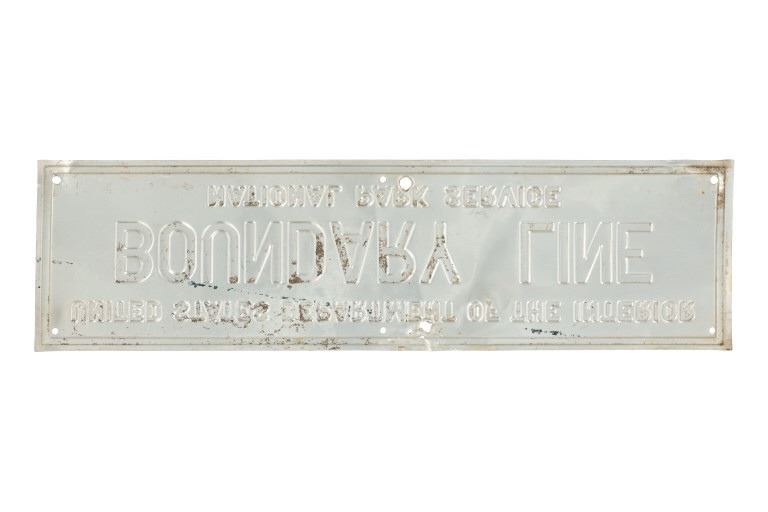 UNITED STATES DEPARTMENT OF THE INTERIOR
BOUNDARY LINE
NATIONAL PARK SERVICE